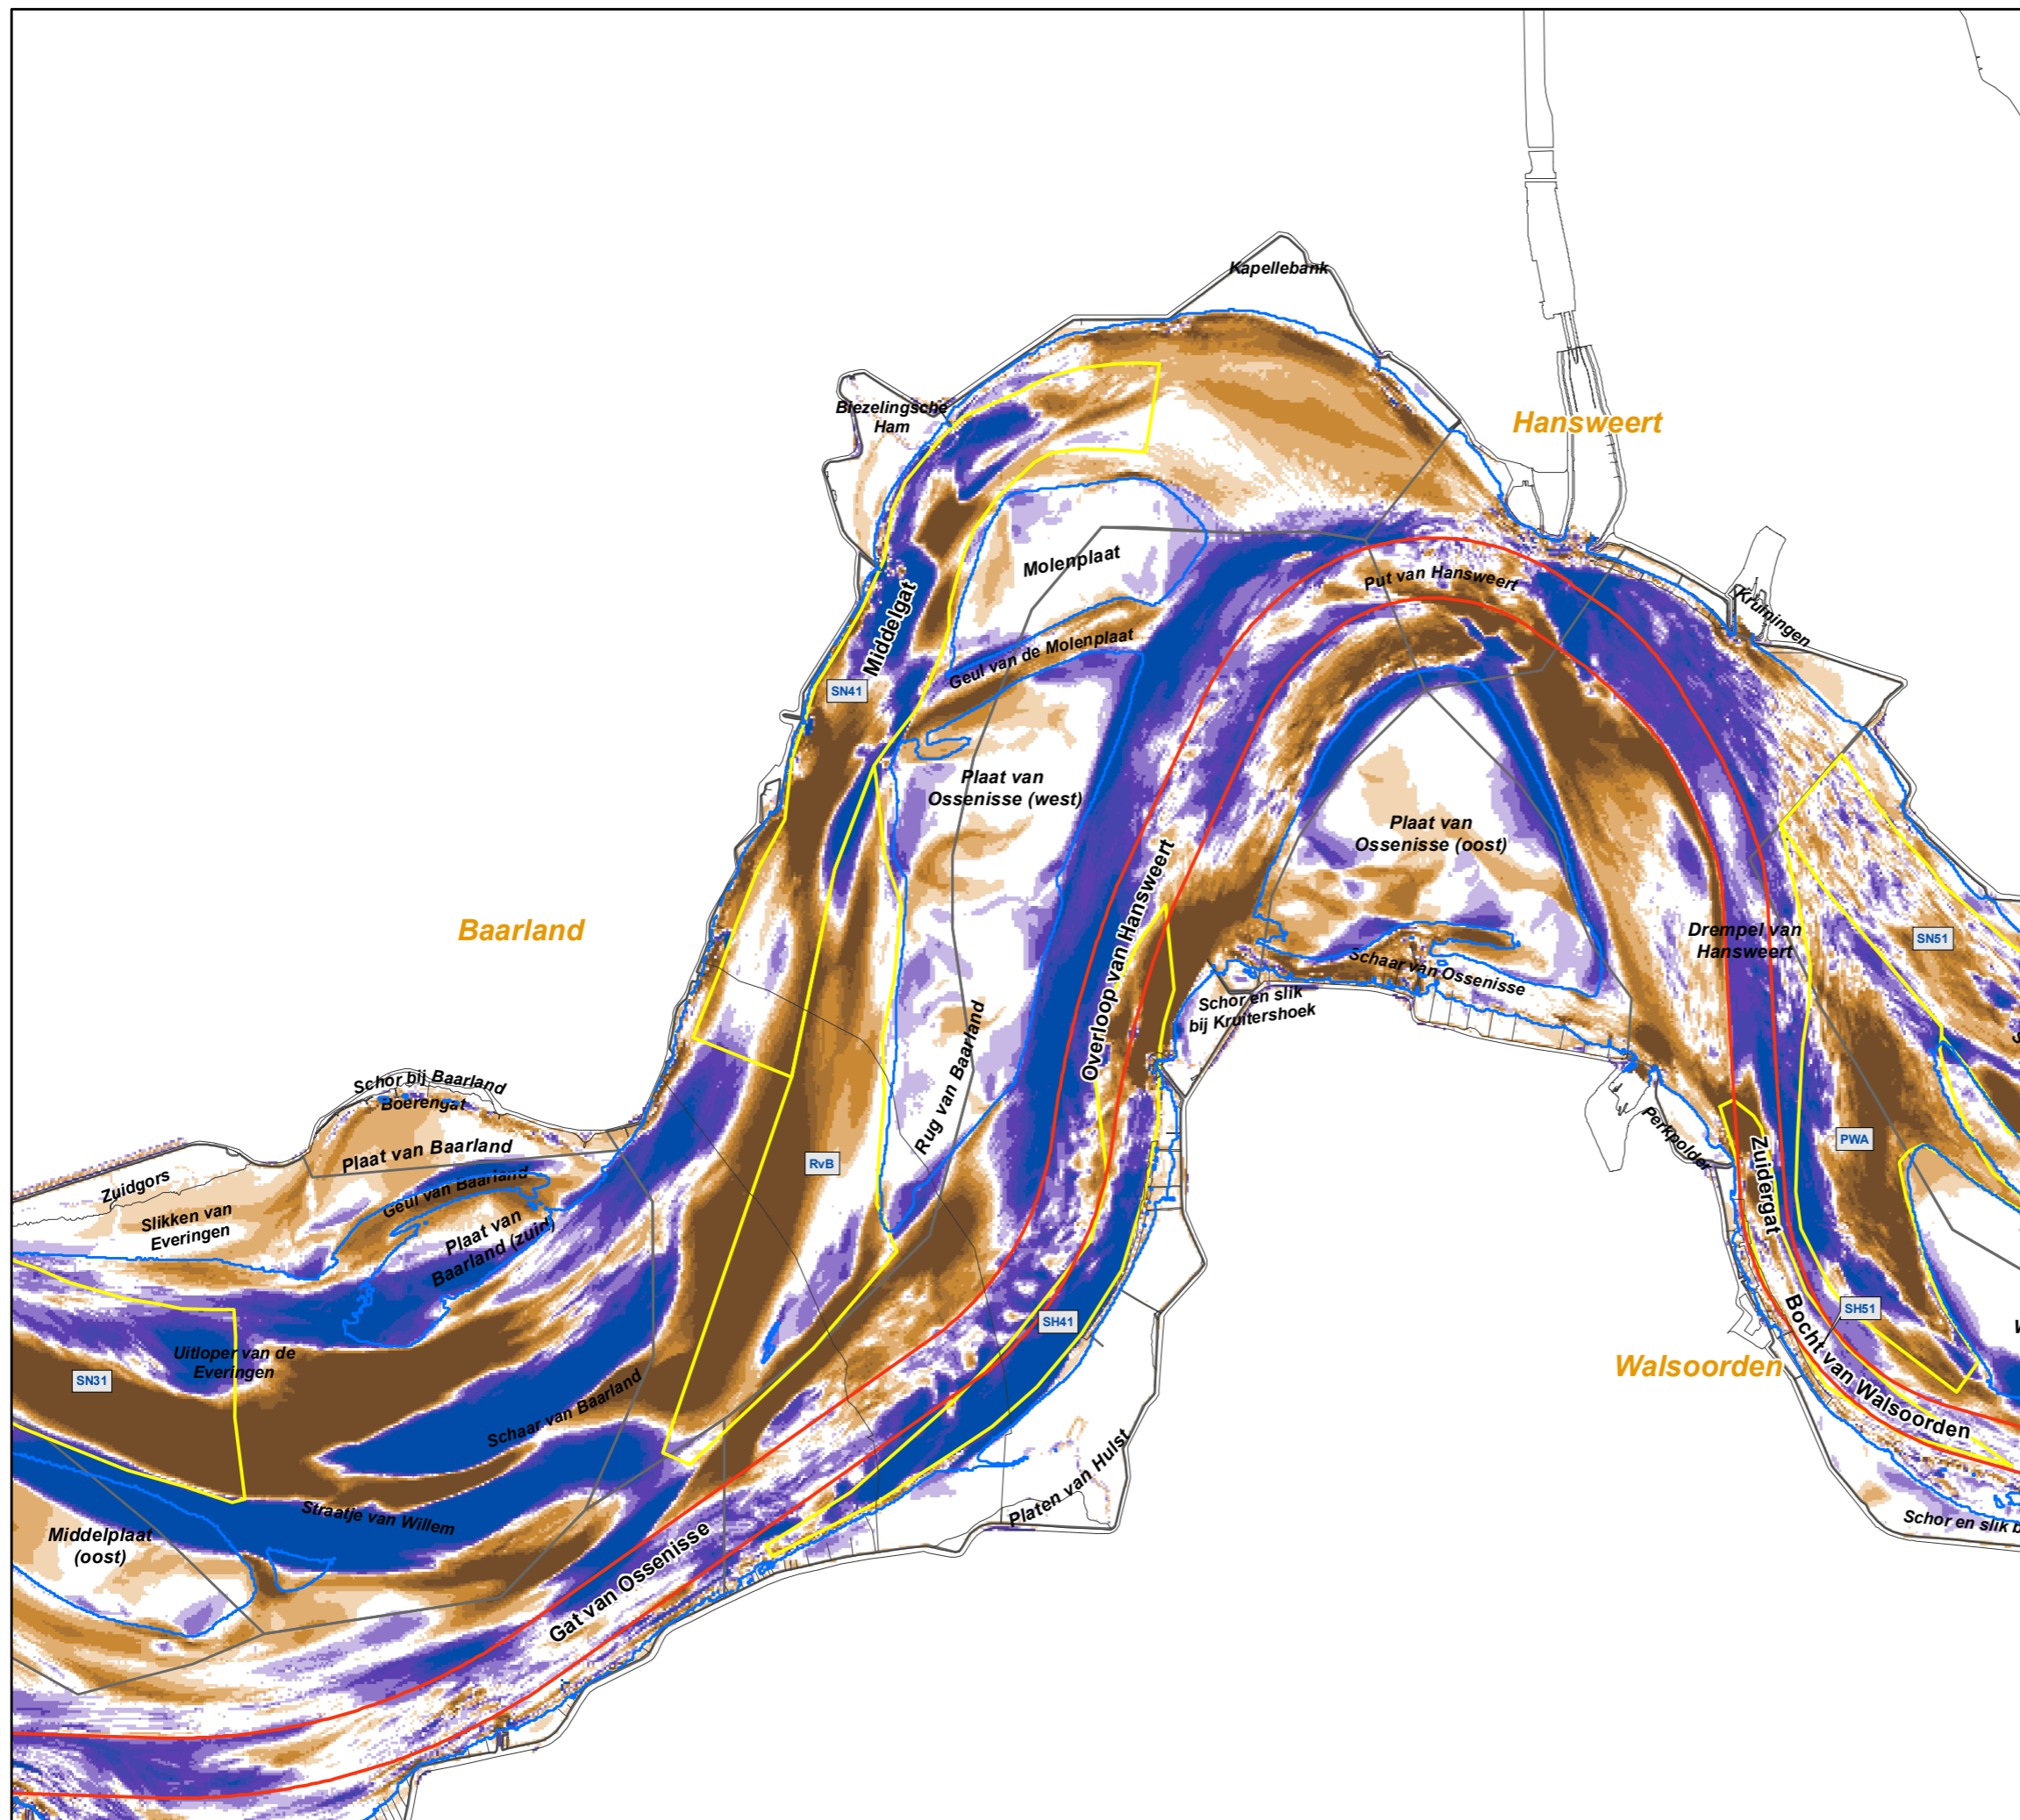 Kapellebank
Biezelingsche
Ham
Hansweert
Molenplaat
Put van Hansweert
Kruiningen
Middelgat
Geul van de Molenplaat
SN41
Plaat van
Ossenisse (west)
Plaat van
Ossenisse (oost)
Baarland
Overloop van Hansweert
Drempel van
Hansweert
SN51
Schaar van Ossenisse
Schor en slik
bij Kruitershoek
Rug van Baarland
Schor bij Baarland
Boerengat
Plaat van Baarland
Perkpolder
PWA
RvB
Zuidgors
Geul van Baarland
Slikken van
Everingen
Plaat van
Baarland (zuid)
Zuidergat
SH41
SH51
Uitloper van de
Everingen
SN31
Walsoorden
Bocht van Walsoorden
Schaar van Baarland
Straatje van Willem
Middelplaat
(oost)
Platen van Hulst
Gat van Ossenisse
Schor en slik b